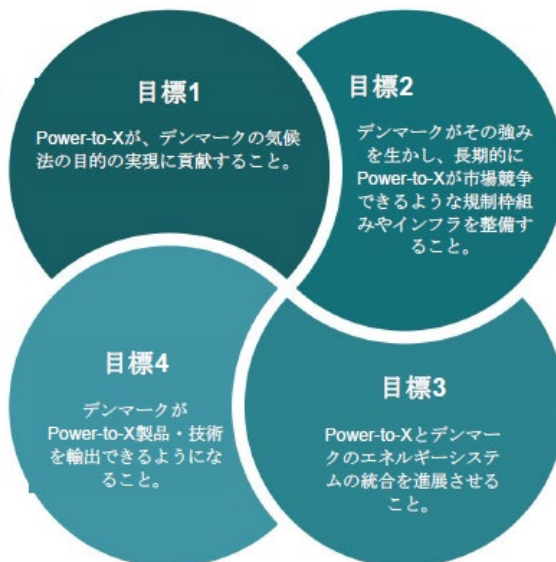 目標1
Power-to-Xが、デンマークの気候
法の目的の実現に貢献すること。
目標2
デンマークがその強み
を生かし、長期的に
Power-to-Xが市場競争
できるような規制枠組
みやインフラを整備す
ること。
目標3
Power-to-Xとデンマー
クのエネルギーシステ
ムの統合を進展させる
こと。
目標4
デンマークが
Power-to-X製品・技術
を輸出できるようにな
ること。